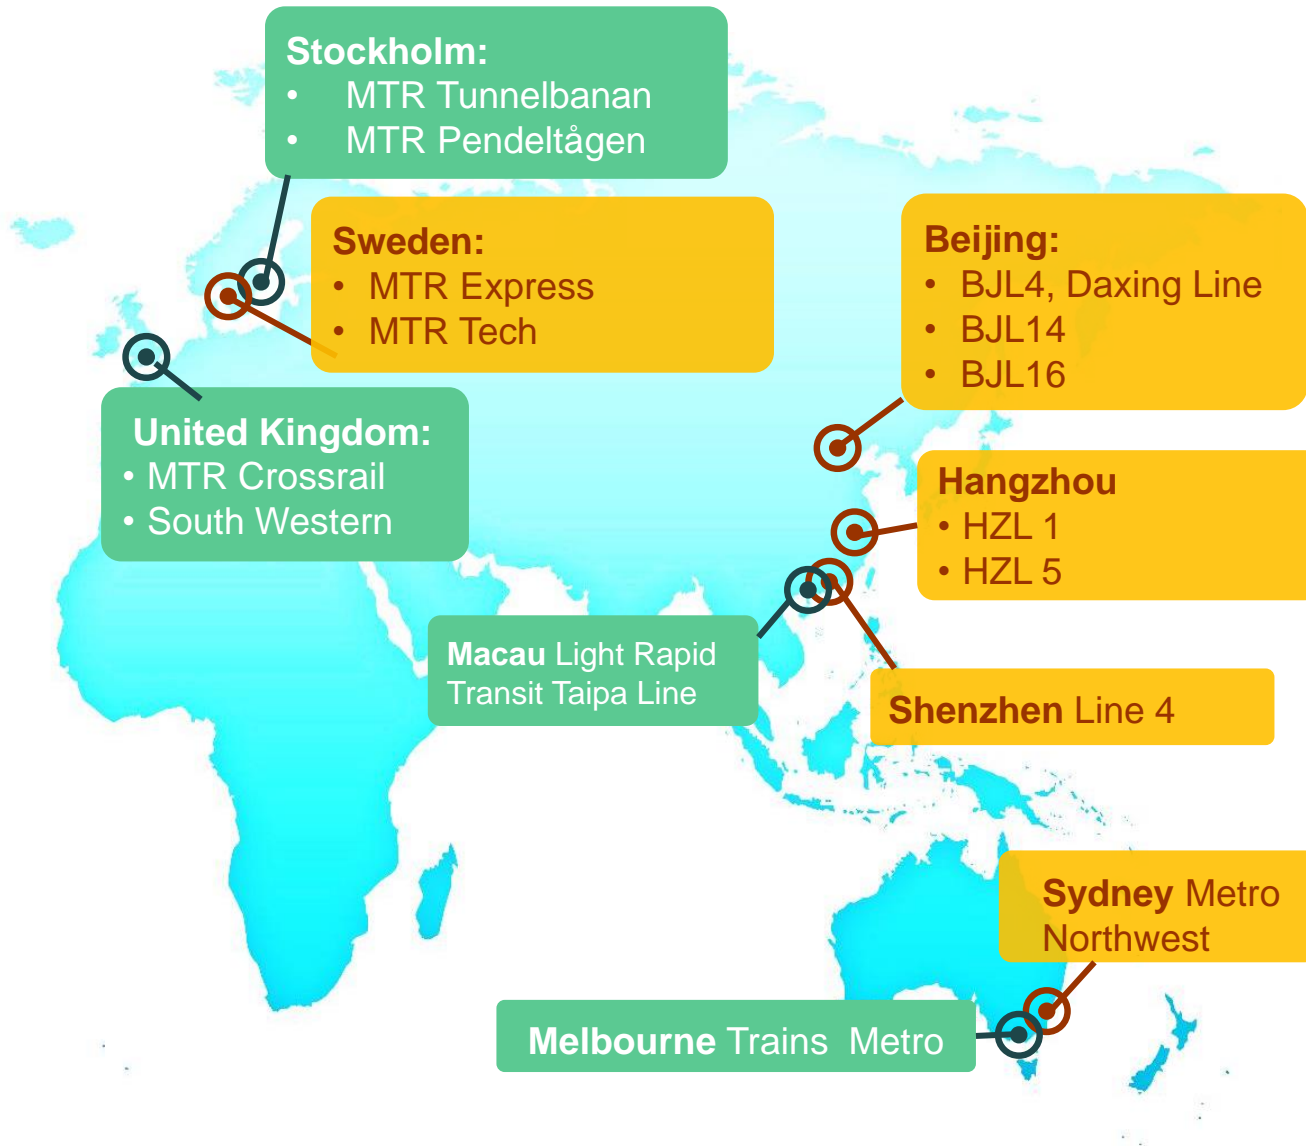 Stockholm:
• MTR Tunnelbanan
• MTR Pendeltågen
Sweden:
• MTR Express
• MTR Tech
Beijing:
• BJL4, Daxing Line
• BJL14
• BJL16
United Kingdom:
• MTR Crossrail
• South Western
Hangzhou
• HZL 1
• HZL 5
Macau Light Rapid
Transit Taipa Line
Shenzhen Line 4
Sydney Metro
Northwest
Melbourne Trains Metro